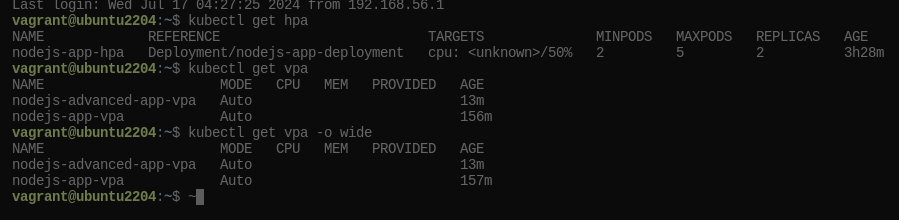 Last login: Wed Jul 17 04:27:25 2024 from 192.168.56.1
vagrant@ubuntu2204:~$ kubectl get hpa
NAME             REFERENCE                          TARGETS              MINPODS   MAXPODS   REPLICAS   AGE
nodejs-app-hpa   Deployment/nodejs-app-deployment   cpu: <unknown>/50%   2         5         2          3h28m
vagrant@ubuntu2204:~$ kubectl get vpa
NAME                      MODE   CPU   MEM   PROVIDED   AGE
nodejs-advanced-app-vpa   Auto                          13m
nodejs-app-vpa            Auto                          156m
vagrant@ubuntu2204:~$ kubectl get vpa -o wide
NAME                      MODE   CPU   MEM   PROVIDED   AGE
nodejs-advanced-app-vpa   Auto                          13m
nodejs-app-vpa            Auto                          157m
vagrant@ubuntu2204:~$ ~